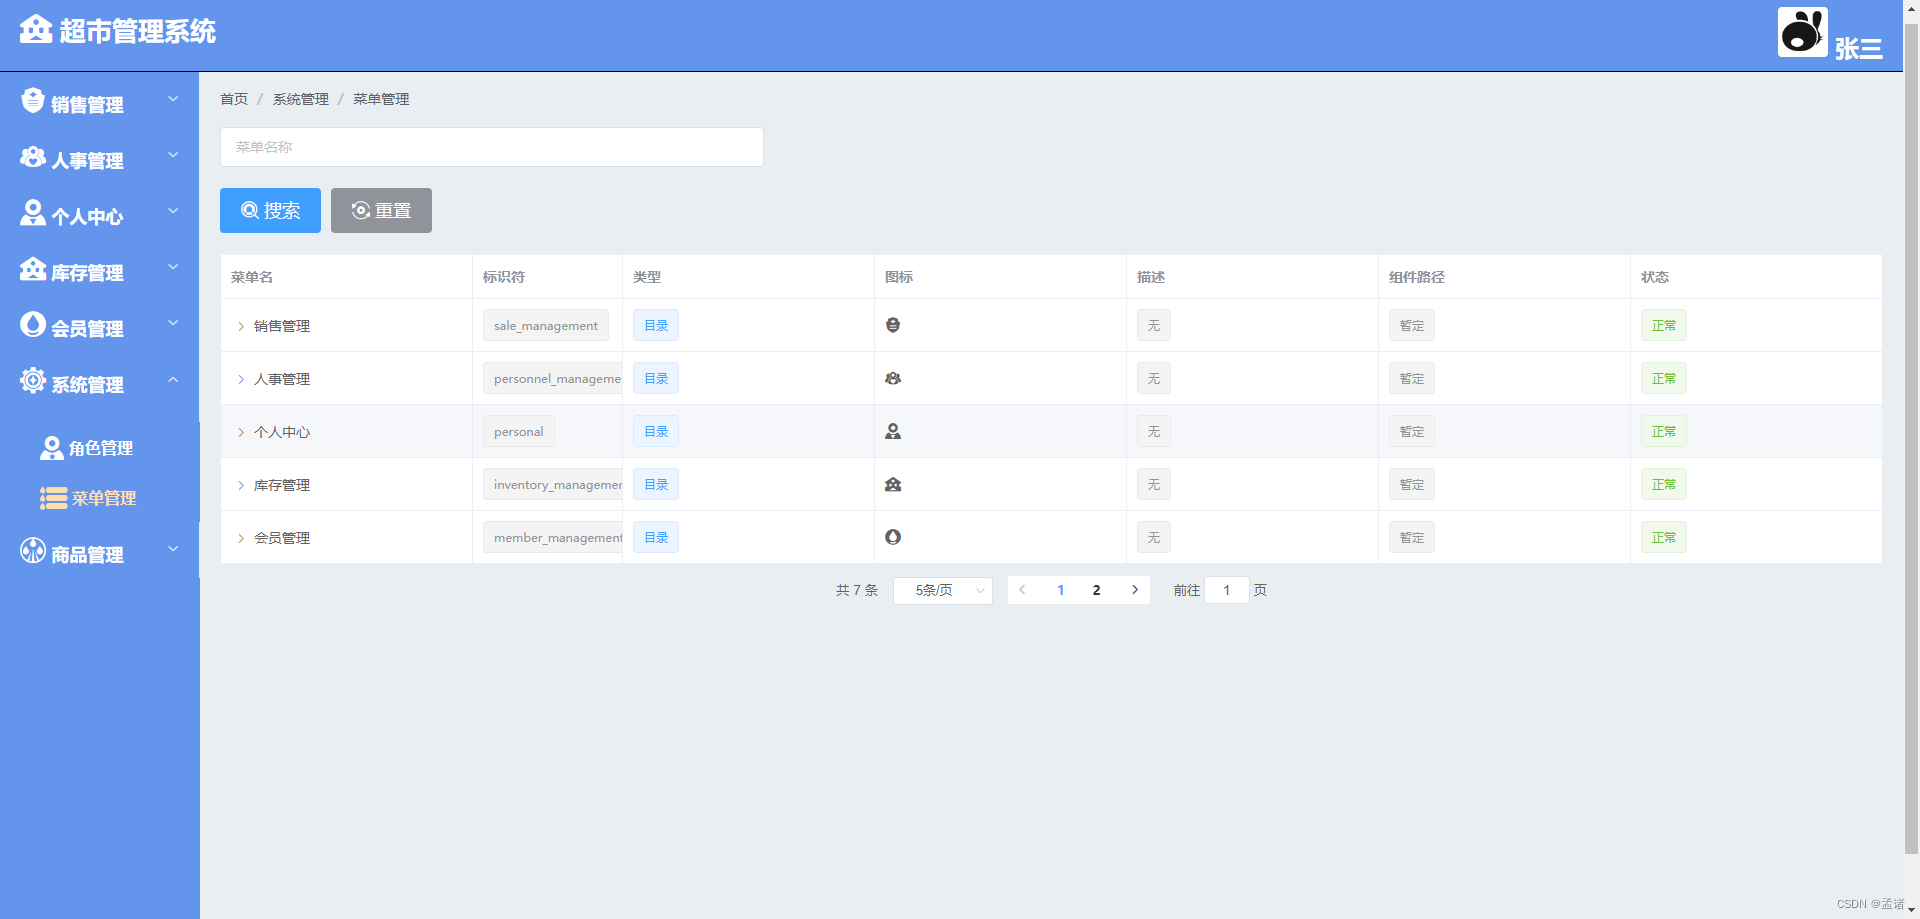 超市管理系统
张三
销售管理
人事管理
个人中心
库存管理
会员管理
系统管理
角色管理
菜单管理
商品管理
首页 / 系统管理 / 菜单管理
菜单名称
搜索 重置
菜单名 标识符 类型 图标 描述 组件路径 状态
销售管理 sale_management 目录 无 暂定 正常
人事管理 personnel_manageme 目录 无 暂定 正常
个人中心 personal 目录 无 暂定 正常
库存管理 inventory_managemer 目录 无 暂定 正常
会员管理 member_management 目录 无 暂定 正常
共 7 条 5条/页 1 2 前往 1 页
CSDN @孟诸